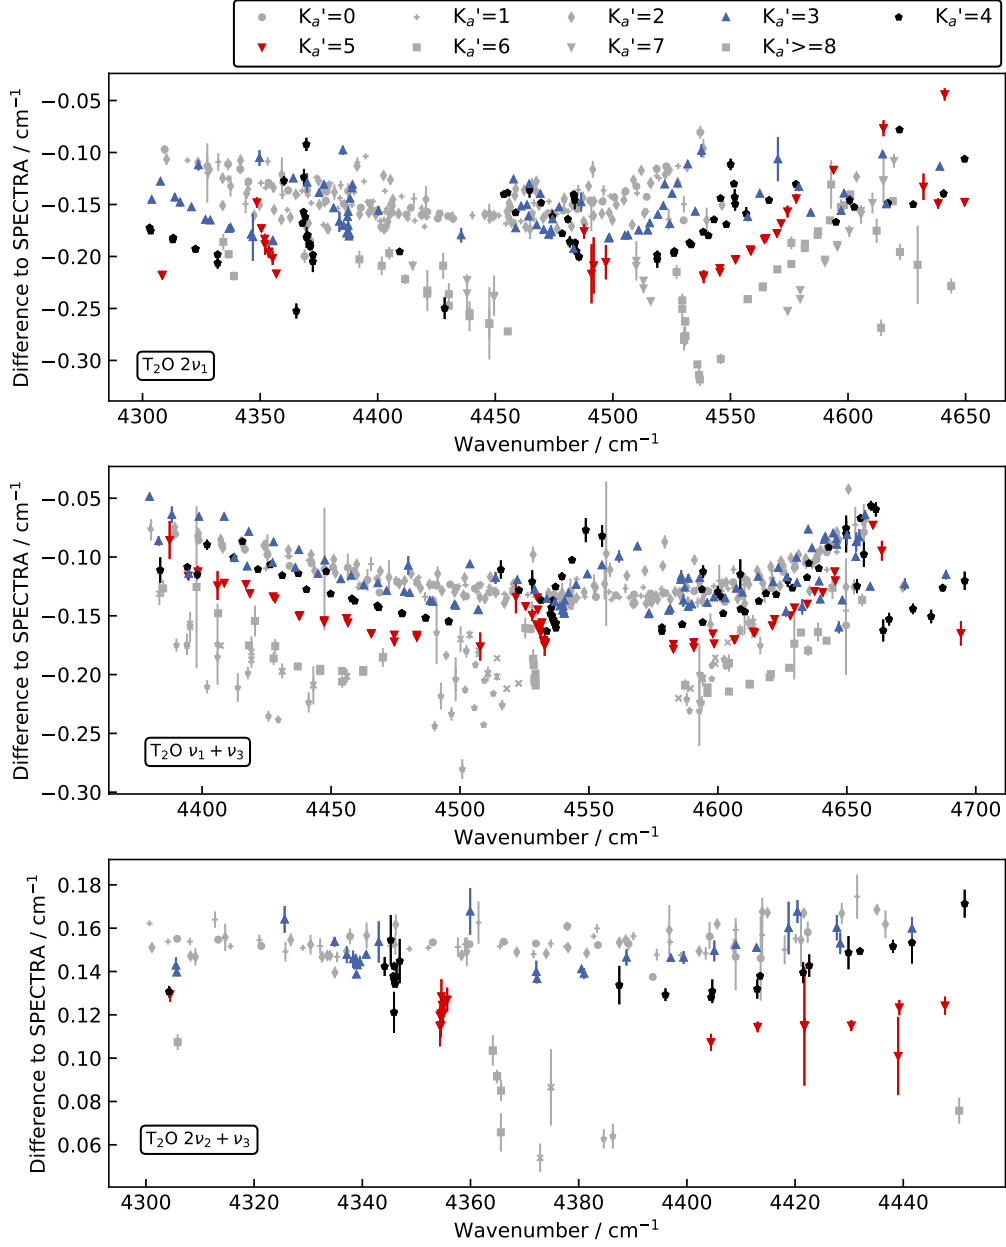 Kₐ'=0 Kₐ'=1 Kₐ'=2 Kₐ'=3 Kₐ'=4
Kₐ'=5 Kₐ'=6 Kₐ'=7 Kₐ'>=8
Difference to SPECTRA / cm⁻¹
−0.05
−0.10
−0.15
−0.20
−0.25
−0.30
T₂O 2ν₁
4300 4350 4400 4450 4500 4550 4600 4650
Wavenumber / cm⁻¹
Difference to SPECTRA / cm⁻¹
−0.05
−0.10
−0.15
−0.20
−0.25
−0.30
T₂O ν₁ + ν₃
4400 4450 4500 4550 4600 4650 4700
Wavenumber / cm⁻¹
Difference to SPECTRA / cm⁻¹
0.18
0.16
0.14
0.12
0.10
0.08
0.06
T₂O 2ν₂ + ν₃
4300 4320 4340 4360 4380 4400 4420 4440
Wavenumber / cm⁻¹